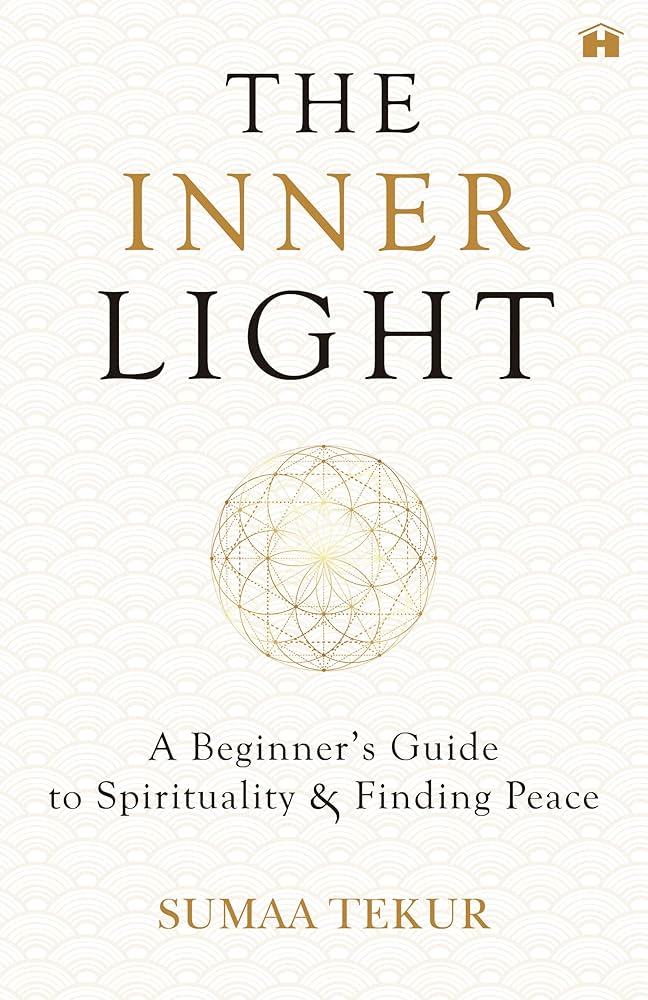 THE
INNER
LIGHT
A Beginner's Guide
to Spirituality & Finding Peace
SUMAA TEKUR
H